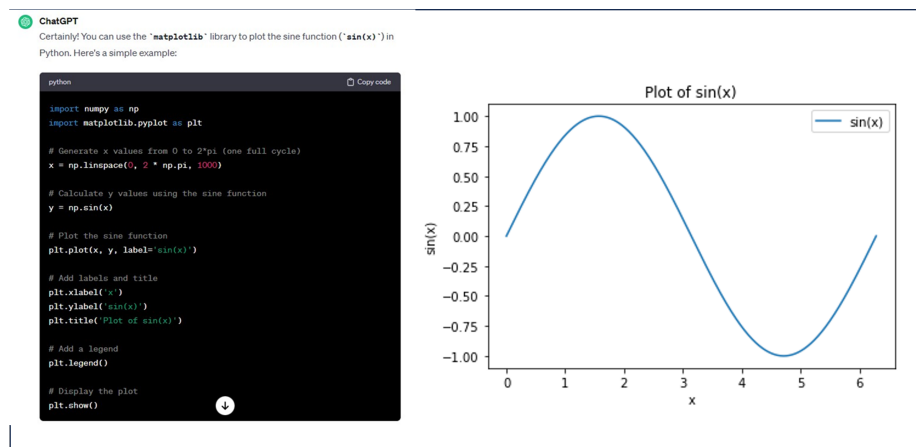 ChatGPT
Certainly! You can use the `matplotlib` library to plot the sine function (`sin(x)`) in
Python. Here's a simple example:
python
Copy code
import numpy as np
import matplotlib.pyplot as plt
# Generate x values from 0 to 2*pi (one full cycle)
x = np.linspace(0, 2 * np.pi, 1000)
# Calculate y values using the sine function
y = np.sin(x)
# Plot the sine function
plt.plot(x, y, label='sin(x)')
# Add labels and title
plt.xlabel('x')
plt.ylabel('sin(x)')
plt.title('Plot of sin(x)')
# Add a legend
plt.legend()
# Display the plot
plt.show()
Plot of sin(x)
sin(x)
1.00
0.75
0.50
0.25
0.00
−0.25
−0.50
−0.75
−1.00
sin(x)
0 1 2 3 4 5 6
x